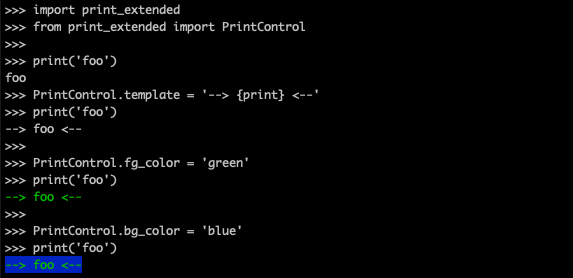 >>> import print_extended
>>> from print_extended import PrintControl
>>>
>>> print('foo')
foo
>>> PrintControl.template = '--> {print} <--'
>>> print('foo')
--> foo <--
>>>
>>> PrintControl.fg_color = 'green'
>>> print('foo')
--> foo <--
>>>
>>> PrintControl.bg_color = 'blue'
>>> print('foo')
--> foo <--